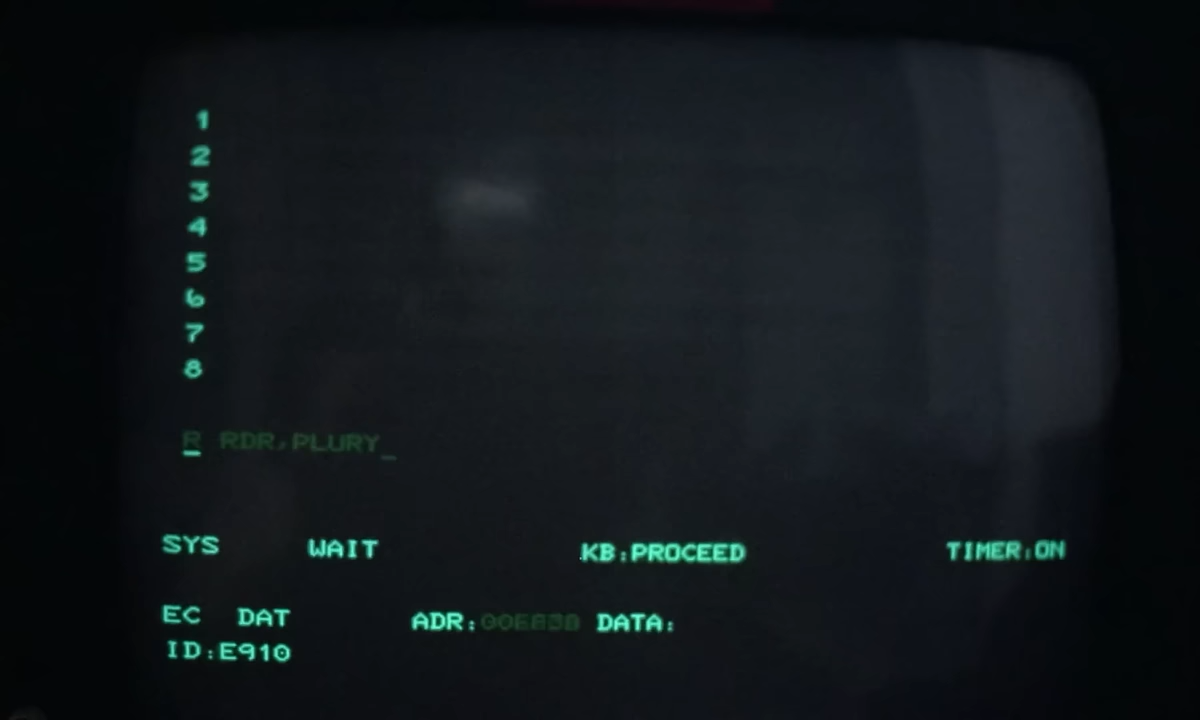 1
2
3
4
5
6
7
8
R RDR,PLURY_
SYS WAIT KB:PROCEED TIMER:ON
EC DAT ADR: DATA:
ID:E910